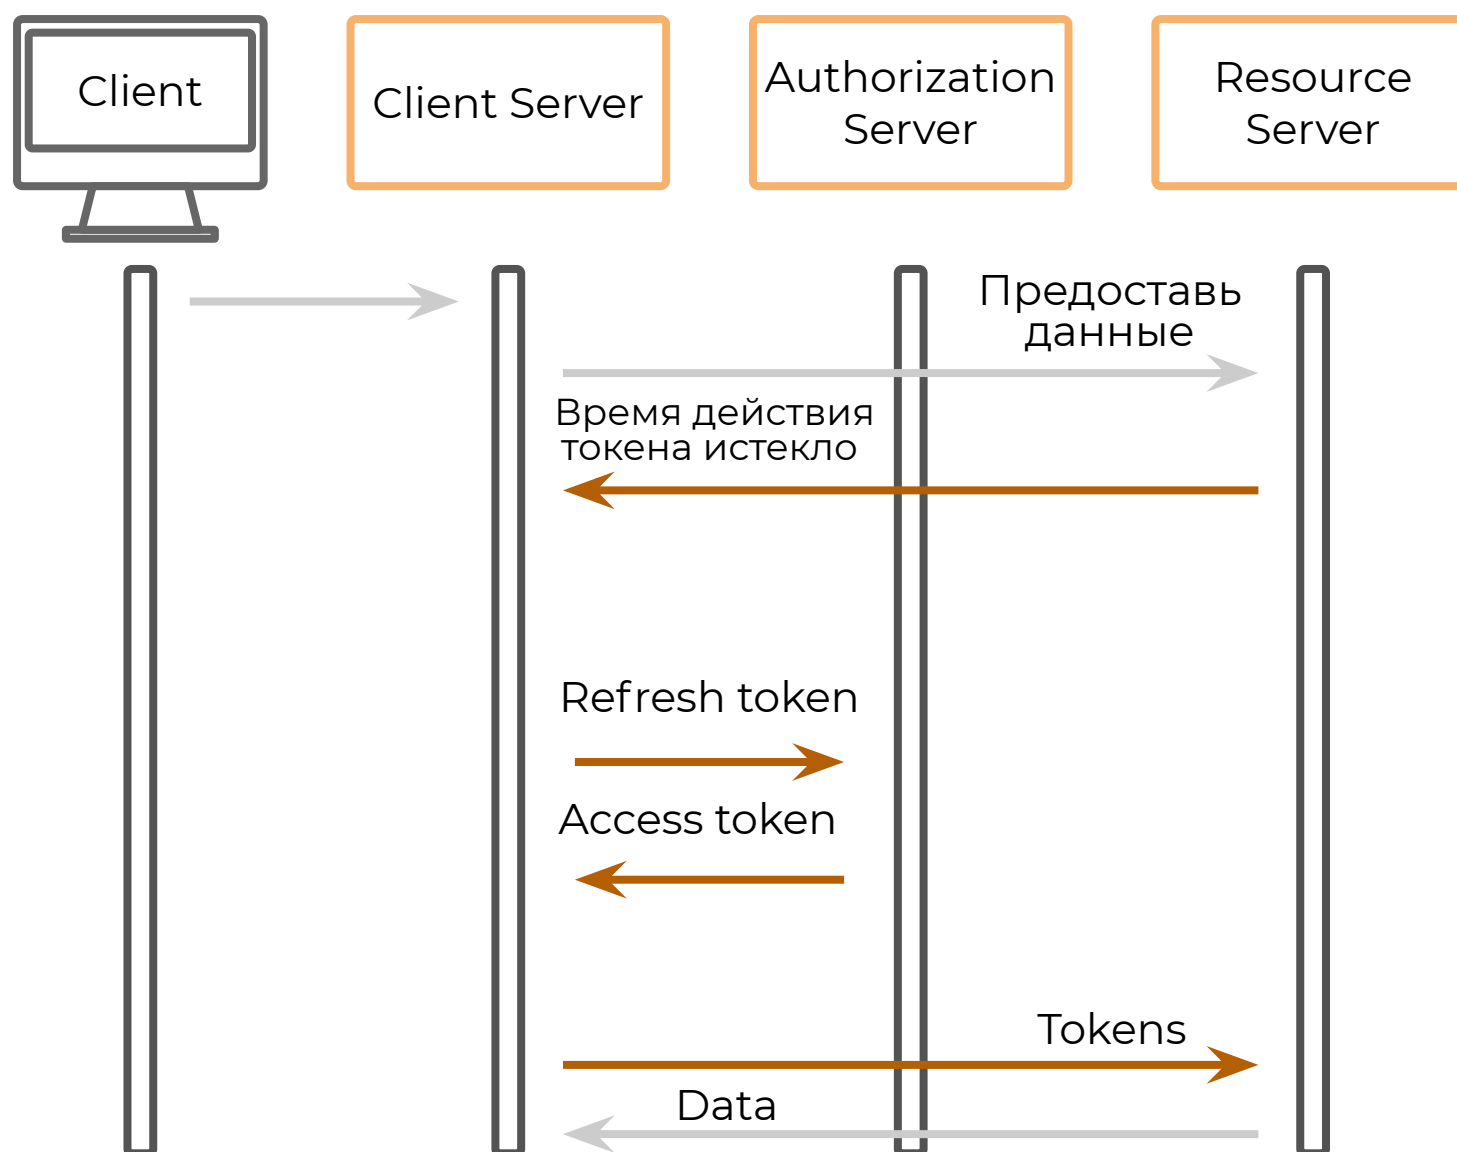 Client
Client Server
Authorization
Server
Resource
Server
Предоставь
данные
Время действия
токена истекло
Refresh token
Access token
Tokens
Data